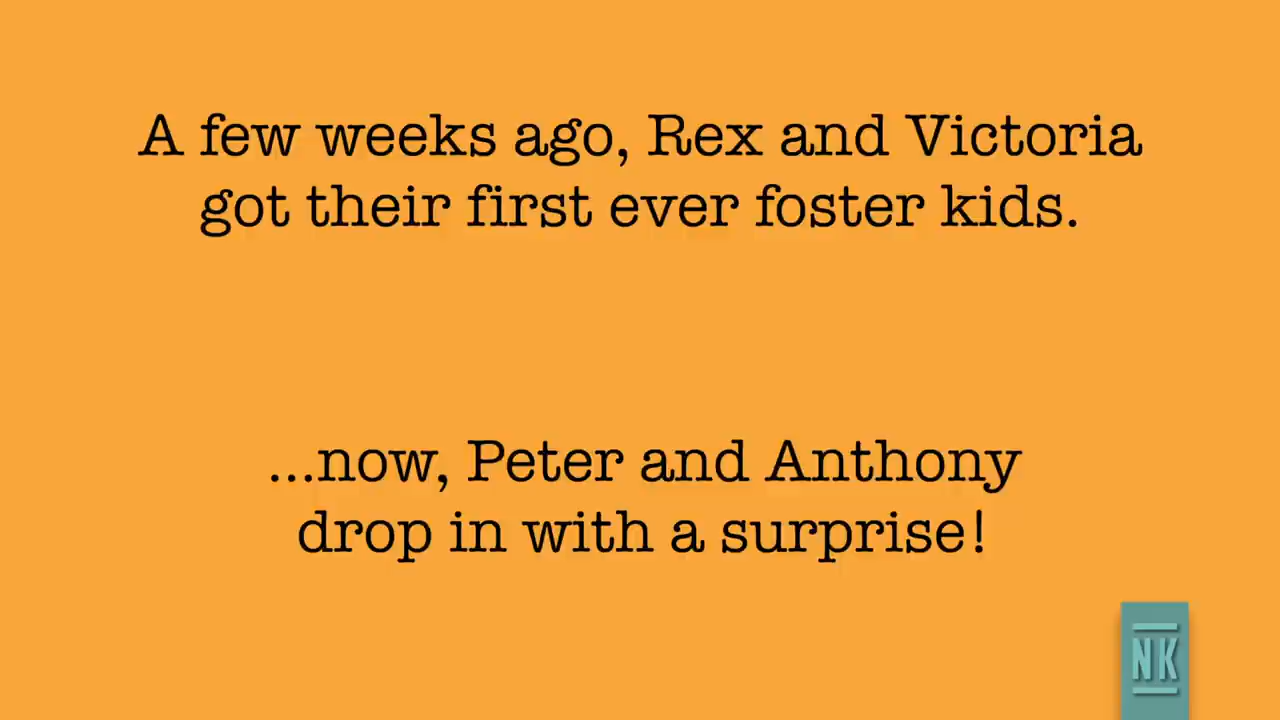 A few weeks ago, Rex and Victoria
got their first ever foster kids.
...now, Peter and Anthony
drop in with a surprise!
NK